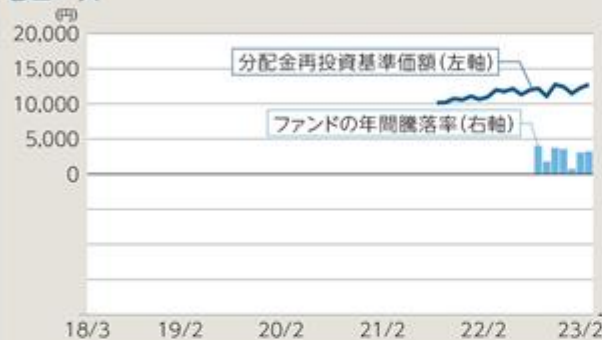 (円)
20,000
15,000
10,000
5,000
0
分配金再投資基準価額(左軸)
ファンドの年間騰落率(右軸)
18/3 19/2 20/2 21/2 22/2 23/2